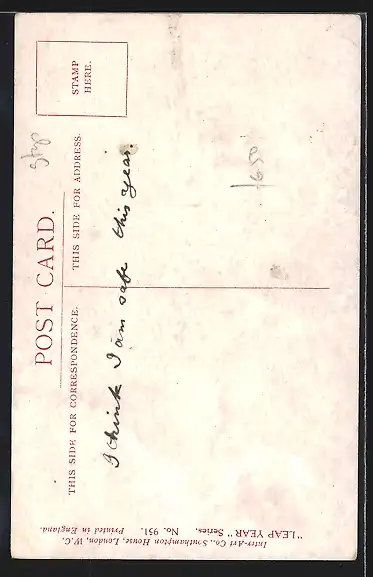 POST CARD.
THIS SIDE FOR CORRESPONDENCE.
THIS SIDE FOR ADDRESS.
STAMP
HERE.
I think I am safe this year.
1650
Inter-Art Co., Southampton House, London, W.C.
"LEAP YEAR" Series. No. 951. Printed in England.